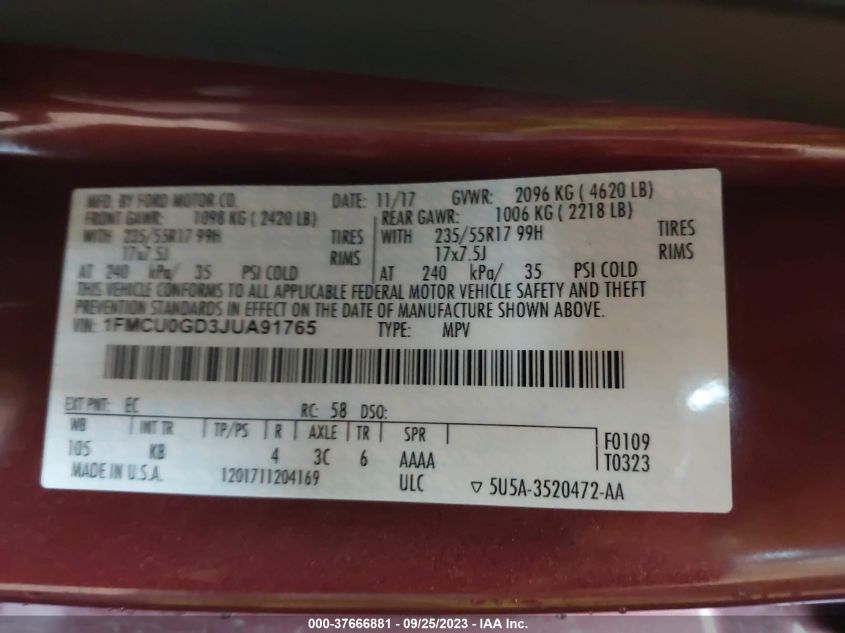 MFD. BY FORD MOTOR CO. DATE: 11/17 GVWR: 2096 KG ( 4620 LB)
FRONT GAWR: 1098 KG ( 2420 LB) REAR GAWR: 1006 KG ( 2218 LB)
WITH 235/55R17 99H TIRES WITH 235/55R17 99H TIRES
17x7.5J RIMS 17x7.5J RIMS
AT 240 kPa/ 35 PSI COLD AT 240 kPa/ 35 PSI COLD
THIS VEHICLE CONFORMS TO ALL APPLICABLE FEDERAL MOTOR VEHICLE SAFETY AND THEFT
PREVENTION STANDARDS IN EFFECT ON THE DATE OF MANUFACTURE SHOWN ABOVE.
VIN: 1FMCU0GD3JUA91765 TYPE: MPV
EXT PNT: EC RC: 58 DSO:
WB INT TR TP/PS R AXLE TR SPR F0109
105 KB 4 3C 6 AAAA T0323
MADE IN U.S.A. 1201711204169 ULC ▽ 5U5A-3520472-AA
000-37666881 - 09/25/2023 - IAA Inc.